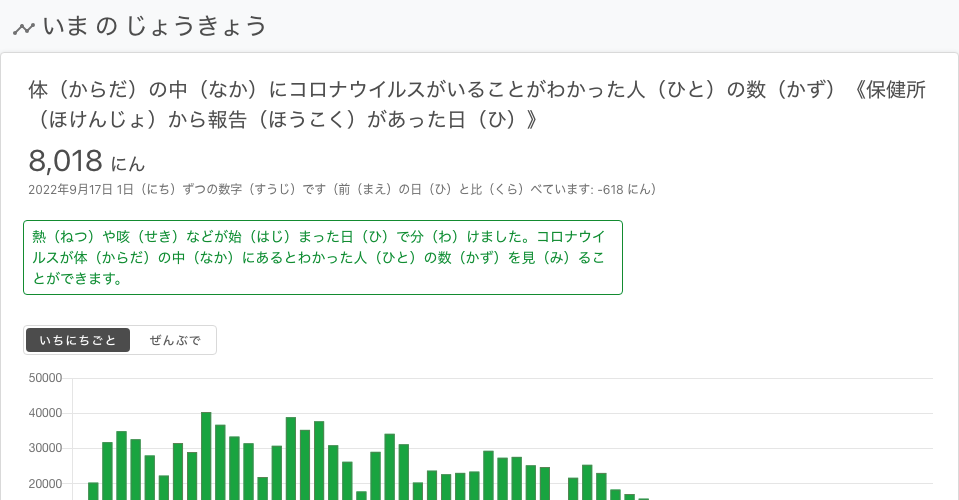 いま の じょうきょう
体（からだ）の中（なか）にコロナウイルスがいることがわかった人（ひと）の数（かず）《保健所
（ほけんじょ）から報告（ほうこく）があった日（ひ）》
8,018 にん
2022年9月17日 1日（にち）ずつの数字（すうじ）です（前（まえ）の日（ひ）と比（くら）べています: -618 にん）
熱（ねつ）や咳（せき）などが始（はじ）まった日（ひ）で分（わ）けました。コロナウイ
ルスが体（からだ）の中（なか）にあるとわかった人（ひと）の数（かず）を見（み）るこ
とができます。
いちにちごと ぜんぶで
50000
40000
30000
20000